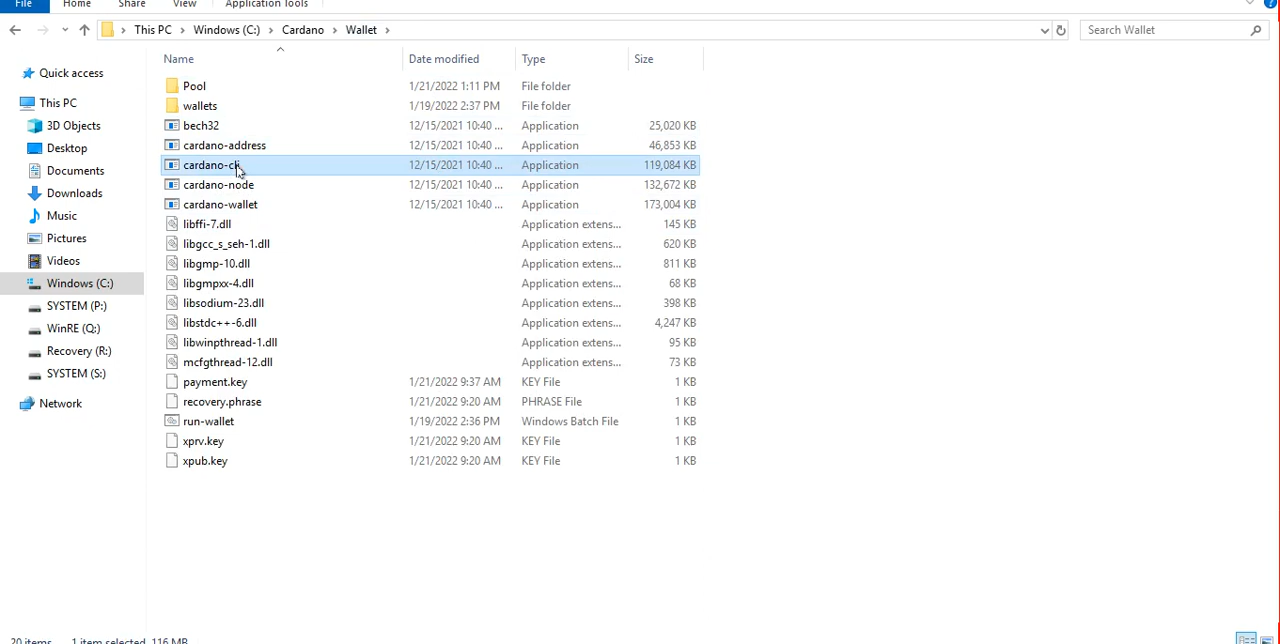 File Home Share View Application Tools
This PC > Windows (C:) > Cardano > Wallet > Search Wallet
Name Date modified Type Size
Quick access
This PC
3D Objects
Desktop
Documents
Downloads
Music
Pictures
Videos
Windows (C:)
SYSTEM (P:)
WinRE (Q:)
Recovery (R:)
SYSTEM (S:)
Network
Pool 1/21/2022 1:11 PM File folder
wallets 1/19/2022 2:37 PM File folder
bech32 12/15/2021 10:40 ... Application 25,020 KB
cardano-address 12/15/2021 10:40 ... Application 46,853 KB
cardano-cli 12/15/2021 10:40 ... Application 119,084 KB
cardano-node 12/15/2021 10:40 ... Application 132,672 KB
cardano-wallet 12/15/2021 10:40 ... Application 173,004 KB
libffi-7.dll Application extens... 145 KB
libgcc_s_seh-1.dll Application extens... 620 KB
libgmp-10.dll Application extens... 811 KB
libgmpxx-4.dll Application extens... 68 KB
libsodium-23.dll Application extens... 398 KB
libstdc++-6.dll Application extens... 4,247 KB
libwinpthread-1.dll Application extens... 95 KB
mcfgthread-12.dll Application extens... 73 KB
payment.key 1/21/2022 9:37 AM KEY File 1 KB
recovery.phrase 1/21/2022 9:20 AM PHRASE File 1 KB
run-wallet 1/19/2022 2:36 PM Windows Batch File 1 KB
xprv.key 1/21/2022 9:20 AM KEY File 1 KB
xpub.key 1/21/2022 9:20 AM KEY File 1 KB
20 items 1 item selected 116 MB